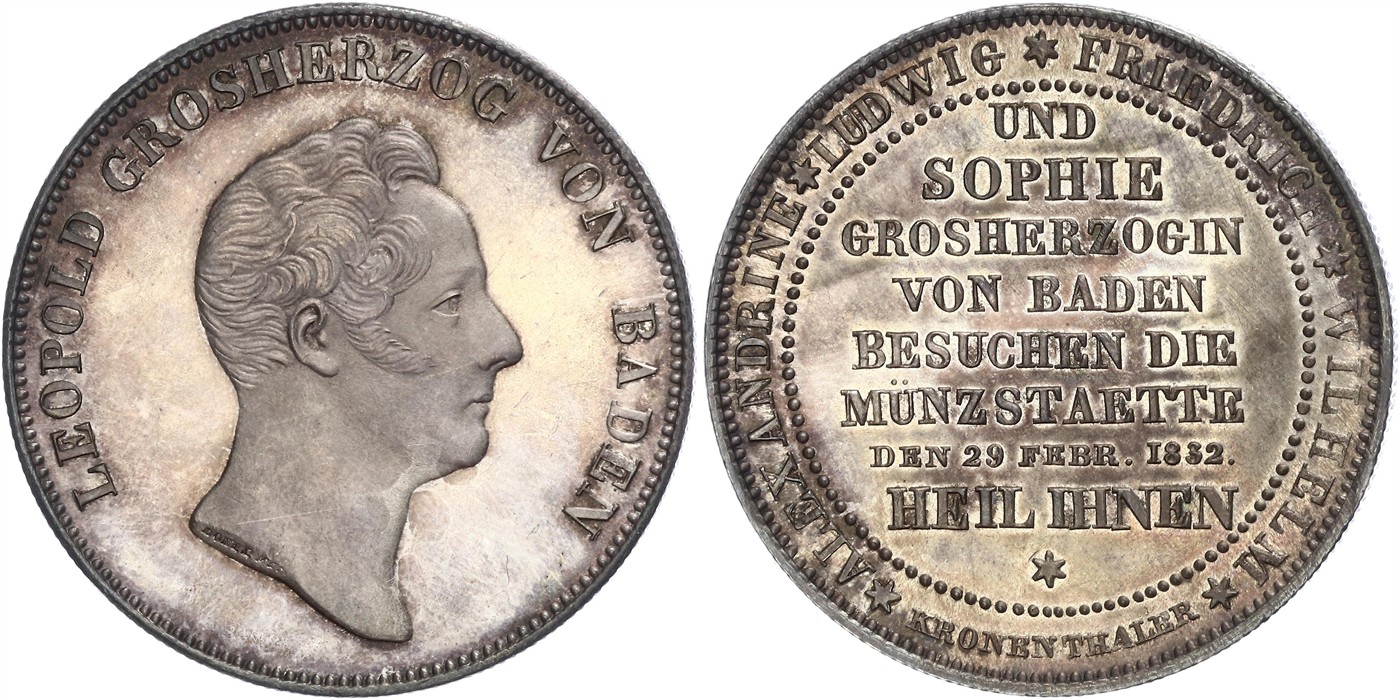 LEOPOLD GROSHERZOG VON BADEN
ALEXANDRINE * LUDWIG * FRIEDRICH * WILHELM *
UND
SOPHIE
GROSHERZOGIN
VON BADEN
BESUCHEN DIE
MÜNZSTAETTE
DEN 29 FEBR. 1832.
HEIL IHNEN
*
* KRONENTHALER